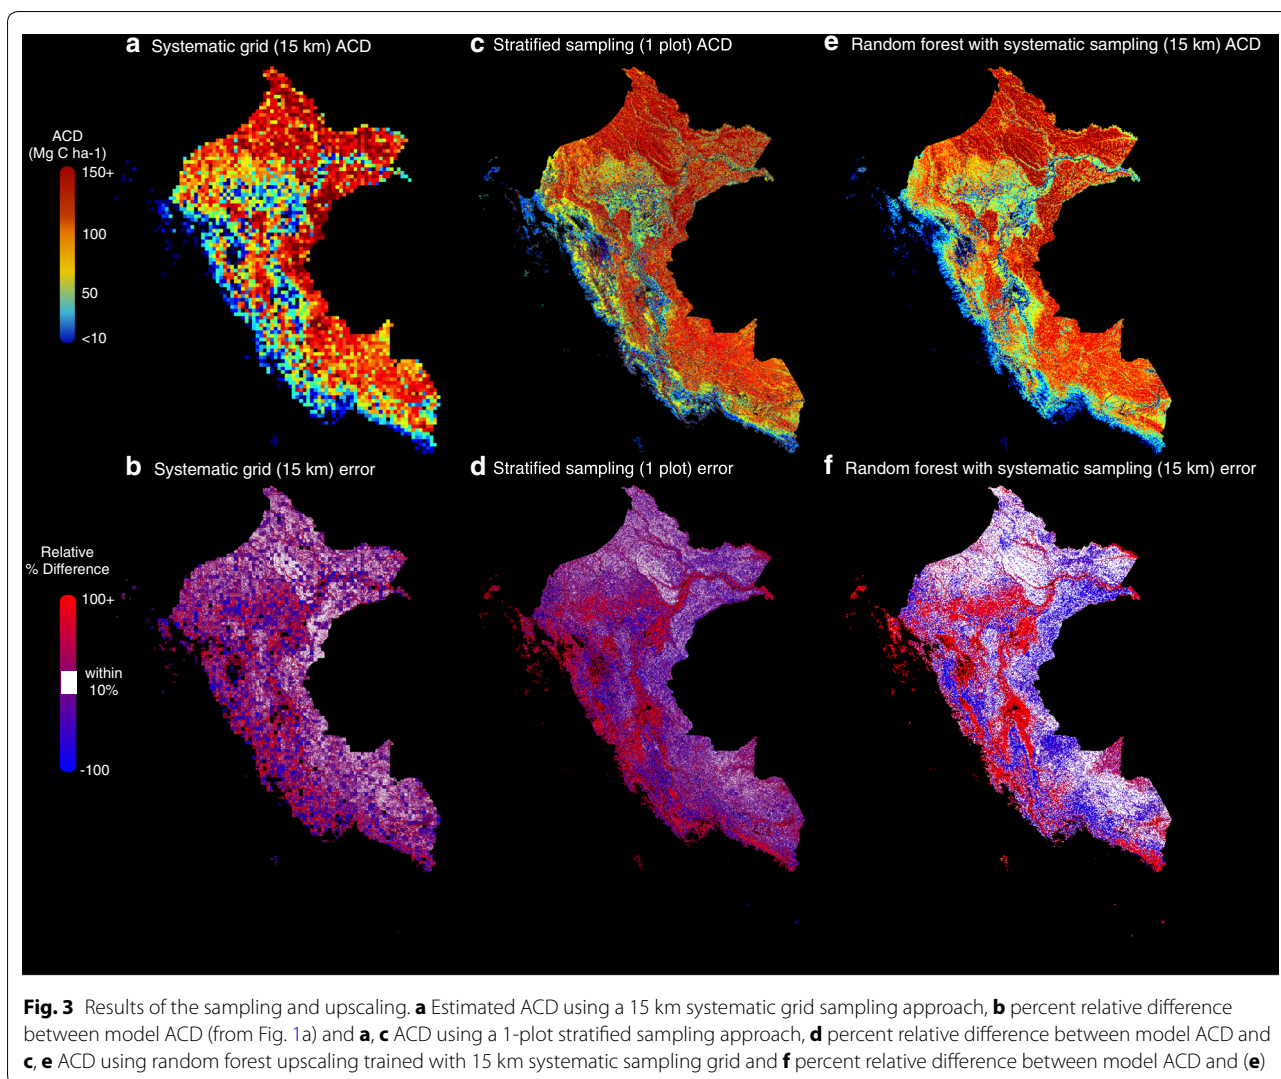 a Systematic grid (15 km) ACD
c Stratified sampling (1 plot) ACD
e Random forest with systematic sampling (15 km) ACD
ACD
(Mg C ha-1)
150+
100
50
<10
b Systematic grid (15 km) error
d Stratified sampling (1 plot) error
f Random forest with systematic sampling (15 km) error
Relative
% Difference
100+
within
10%
-100
Fig. 3 Results of the sampling and upscaling. a Estimated ACD using a 15 km systematic grid sampling approach, b percent relative difference
between model ACD (from Fig. 1a) and a, c ACD using a 1-plot stratified sampling approach, d percent relative difference between model ACD and
c, e ACD using random forest upscaling trained with 15 km systematic sampling grid and f percent relative difference between model ACD and (e)